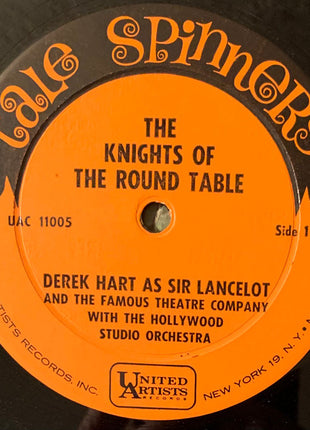 Tale Spinners
THE
KNIGHTS OF
THE ROUND TABLE
UAC 11005
Side 1
DEREK HART AS SIR LANCELOT
AND THE FAMOUS THEATRE COMPANY
WITH THE HOLLYWOOD
STUDIO ORCHESTRA
UNITED
ARTISTS
RECORDS
TISTS RECORDS, INC.
NEW YORK 19, N.Y.